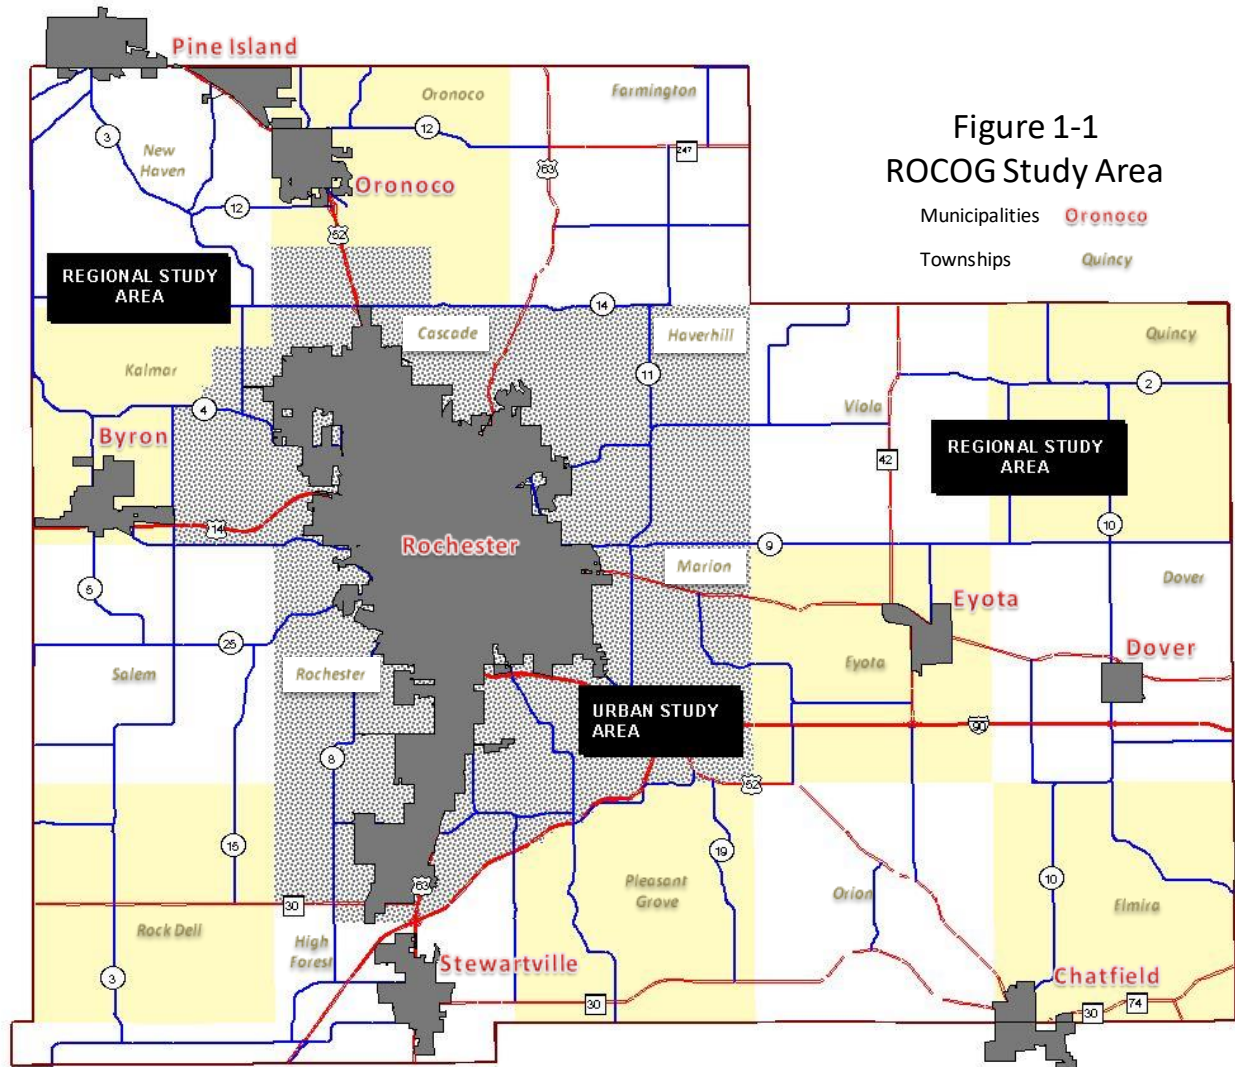 Pine Island
Figure 1-1
ROCOG Study Area
Municipalities Oronoco
Townships Quincy
Oronoco
Farmington
3
12
63
247
New
Haven
Oronoco
12
52
REGIONAL STUDY
AREA
14
Cascade
Haverhill
Quincy
Kalmar
11
2
4
Viola
Byron
REGIONAL STUDY
AREA
42
14
10
Rochester
9
Marion
Dover
5
Eyota
25
Dover
Salem
Rochester
Eyota
URBAN STUDY
AREA
90
8
52
15
19
Pleasant
Grove
10
63
Orion
30
Elmira
Rock Dell
High
Forest
Stewartville
3
Chatfield
30
74
30